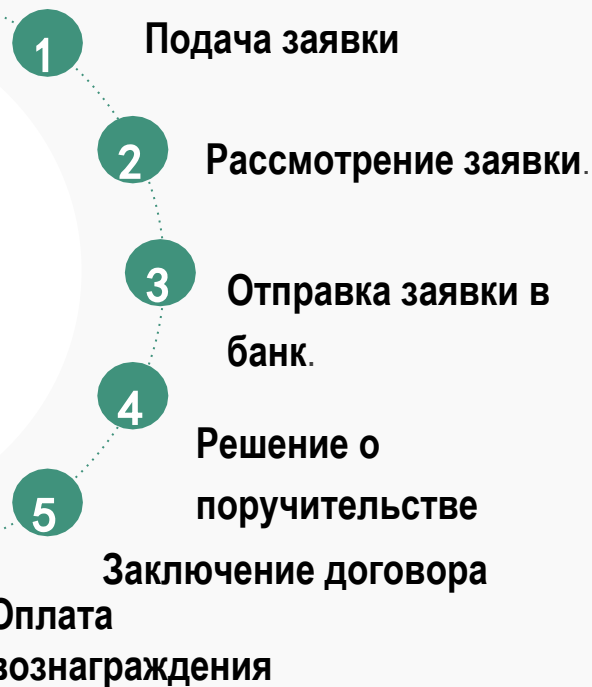 1 Подача заявки
2 Рассмотрение заявки.
3 Отправка заявки в
банк.
4
Решение о
поручительстве
5
Заключение договора
Оплата
вознаграждения